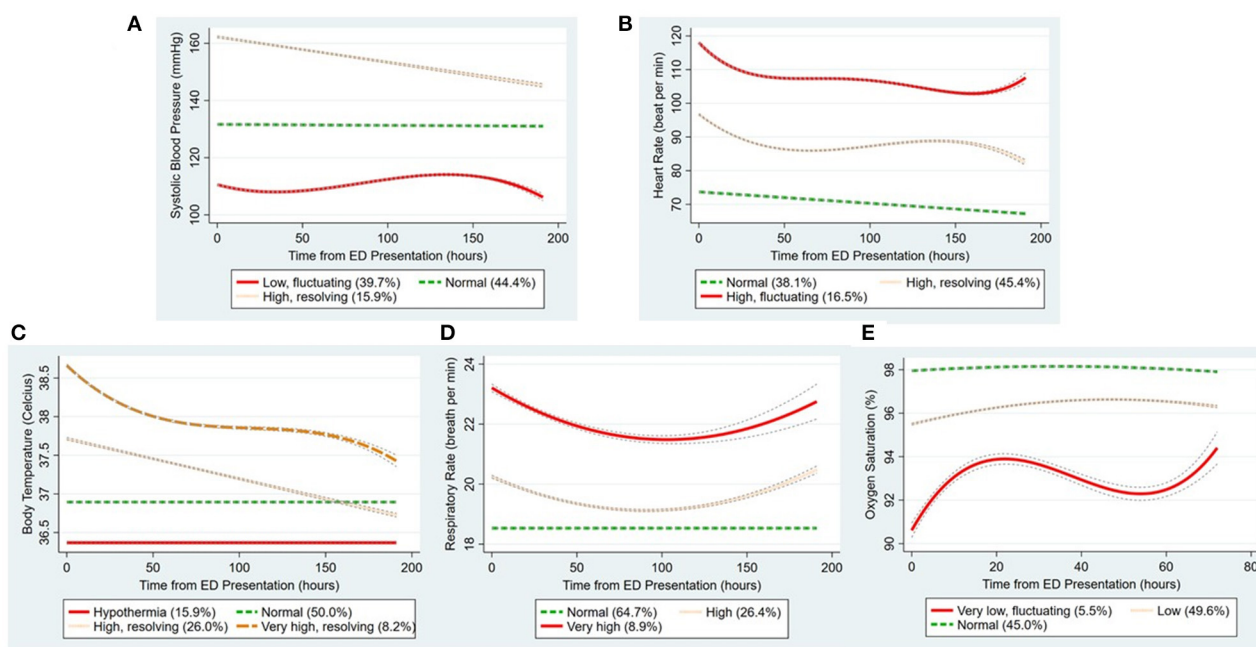 A
Systolic Blood Pressure (mmHg)
160
140
120
100
0 50 100 150 200
Time from ED Presentation (hours)
Low, fluctuating (39.7%) Normal (44.4%)
High, resolving (15.9%)
B
Heart Rate (beat per min)
120
110
100
90
80
70
0 50 100 150 200
Time from ED Presentation (hours)
Normal (38.1%) High, resolving (45.4%)
High, fluctuating (16.5%)
C
Body Temperature (Celcius)
38.5
38
37.5
37
36.5
0 50 100 150 200
Time from ED Presentation (hours)
Hypothermia (15.9%) Normal (50.0%)
High, resolving (26.0%) Very high, resolving (8.2%)
D
Respiratory Rate (breath per min)
24
22
20
18
0 50 100 150 200
Time from ED Presentation (hours)
Normal (64.7%) High (26.4%)
Very high (8.9%)
E
Oxygen Saturation (%)
98
96
94
92
90
0 20 40 60 80
Time from ED Presentation (hours)
Very low, fluctuating (5.5%) Low (49.6%)
Normal (45.0%)